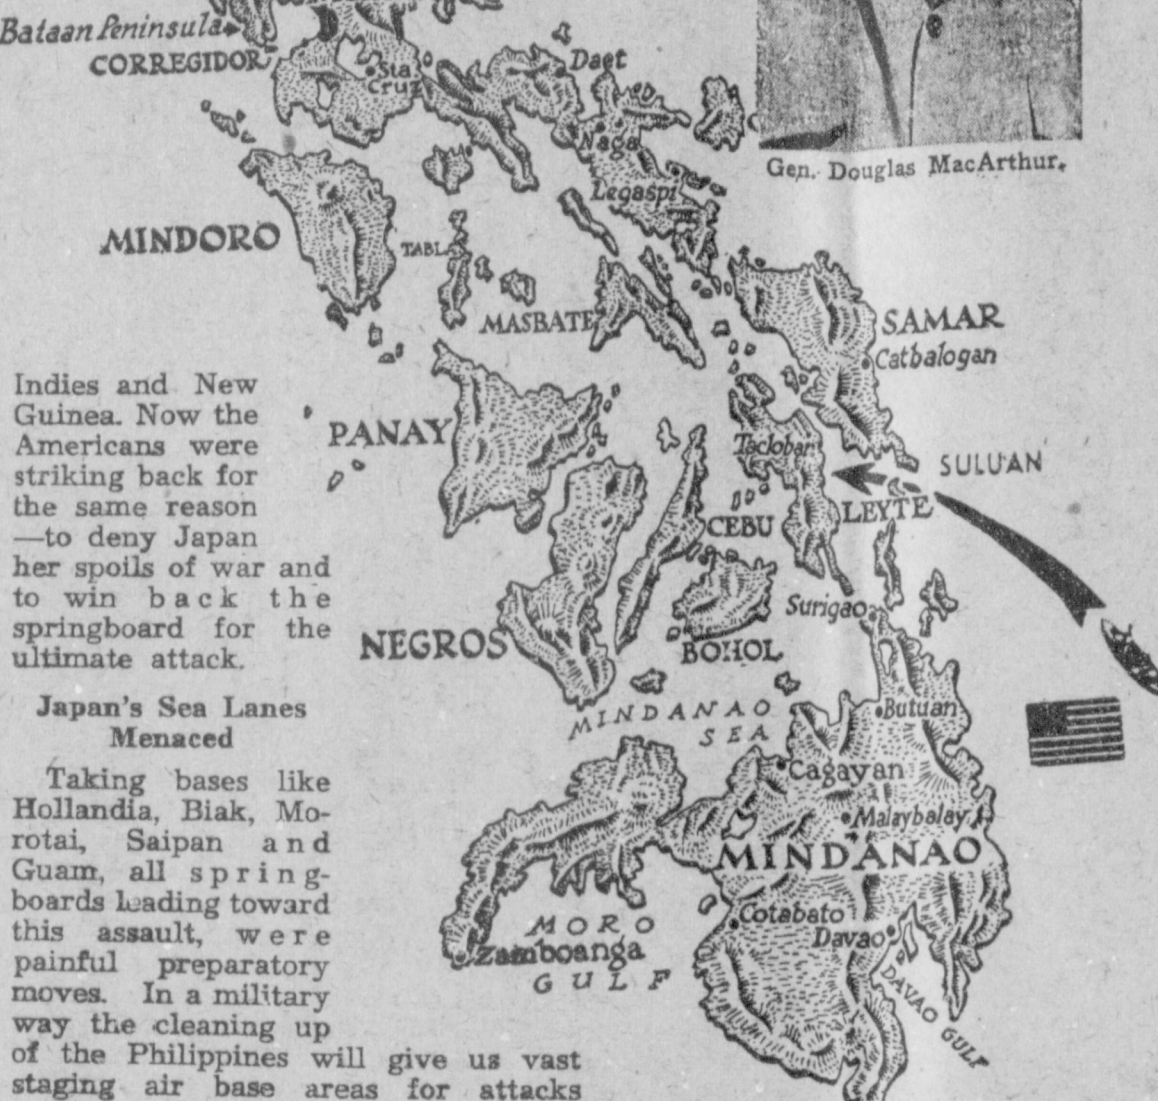 Bataan Peninsula
CORREGIDOR
Sta
Cruz
Daet
Naga
Legaspi
Gen. Douglas MacArthur.
MINDORO
TABL
MASBATE
SAMAR
Catbalogan
PANAY
Tacloban
SULUAN
LEYTE
CEBU
Surigao
NEGROS
BOHOL
MINDANAO
SEA
Butuan
Cagayan
Malaybalay
MINDANAO
Cotabato
Davao
MORO
Zamboanga
GULF
DAVAO GULF
Indies and New
Guinea. Now the
Americans were
striking back for
the same reason
—to deny Japan
her spoils of war and
to win back the
springboard for the
ultimate attack.
Japan's Sea Lanes
Menaced
Taking bases like
Hollandia, Biak, Mo-
rotai, Saipan and
Guam, all spring-
boards leading toward
this assault, were
painful preparatory
moves. In a military
way the cleaning up
of the Philippines will give us vast
staging air base areas for attacks